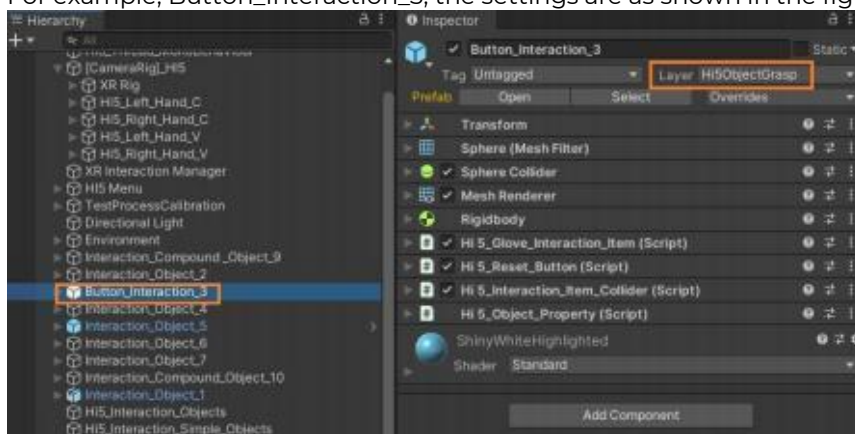 For example, Button_Interaction_3, the settings are as shown in the fig
Hierarchy
All
[CameraRig]_HI5
XR Rig
HI5_Left_Hand_C
HI5_Right_Hand_C
HI5_Left_Hand_V
HI5_Right_Hand_V
XR Interaction Manager
HI5 Menu
TestProcessCalibration
Directional Light
Environment
Interaction_Compound _Object_9
Interaction_Object_2
Button_Interaction_3
Interaction_Object_4
Interaction_Object_5
Interaction_Object_6
Interaction_Object_7
Interaction_Compound_Object_10
Interaction_Object_1
HI5_Interaction_Objects
HI5_Interaction_Simple_Objects
Inspector
Button_Interaction_3
Static
Tag Untagged Layer Hi5ObjectGrasp
Prefab Open Select Overrides
Transform
Sphere (Mesh Filter)
Sphere Collider
Mesh Renderer
Rigidbody
Hi 5_Glove_Interaction_Item (Script)
Hi 5_Reset_Button (Script)
Hi 5_Interaction_Item_Collider (Script)
Hi 5_Object_Property (Script)
ShinyWhiteHighlighted
Shader Standard
Add Component